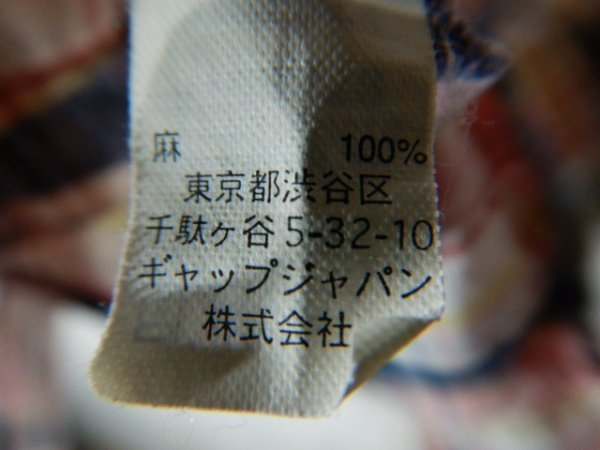 麻 100%
東京都渋谷区
千駄ヶ谷 5-32-10
ギャップジャパン
株式会社